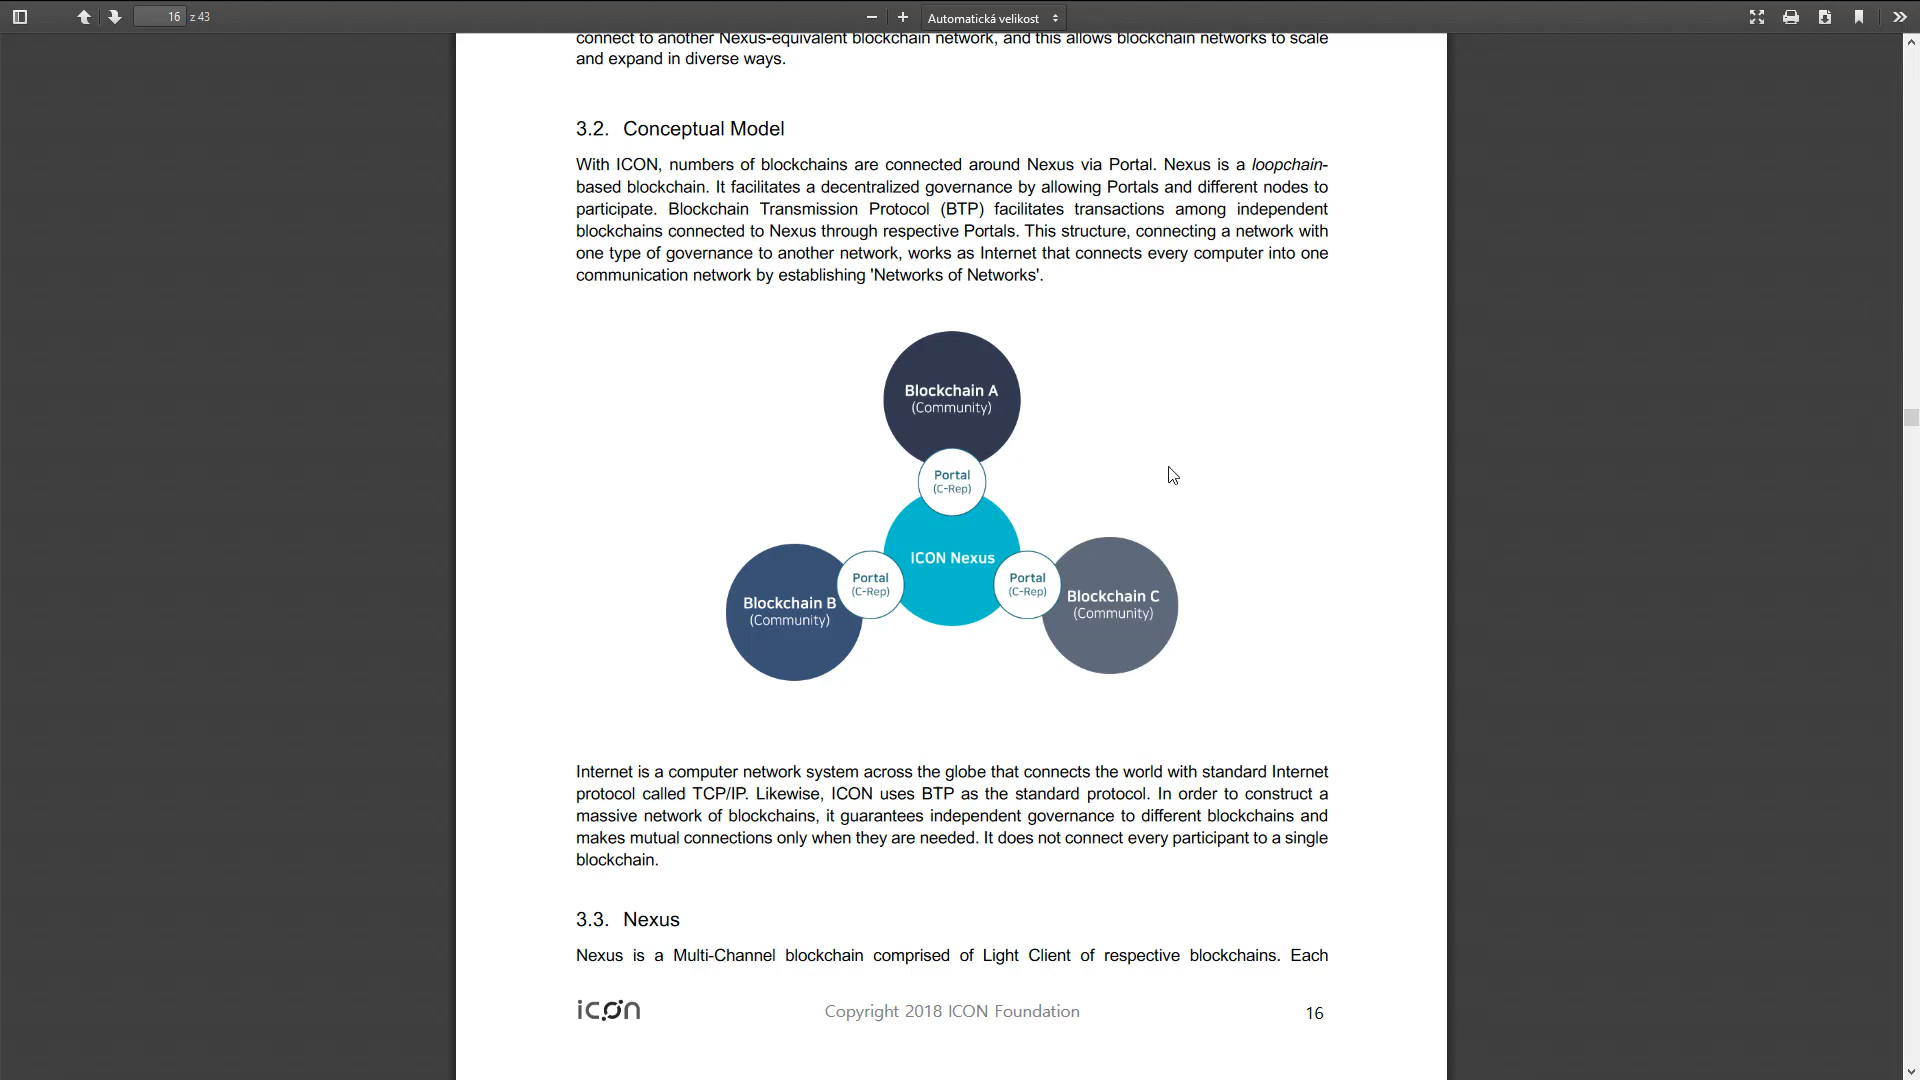 16 z 43
Automatická velikost
connect to another Nexus-equivalent blockchain network, and this allows blockchain networks to scale
and expand in diverse ways.
3.2. Conceptual Model
With ICON, numbers of blockchains are connected around Nexus via Portal. Nexus is a loopchain-
based blockchain. It facilitates a decentralized governance by allowing Portals and different nodes to
participate. Blockchain Transmission Protocol (BTP) facilitates transactions among independent
blockchains connected to Nexus through respective Portals. This structure, connecting a network with
one type of governance to another network, works as Internet that connects every computer into one
communication network by establishing 'Networks of Networks'.
Blockchain A
(Community)
Portal
(C-Rep)
ICON Nexus
Portal
(C-Rep)
Portal
(C-Rep)
Blockchain B
(Community)
Blockchain C
(Community)
Internet is a computer network system across the globe that connects the world with standard Internet
protocol called TCP/IP. Likewise, ICON uses BTP as the standard protocol. In order to construct a
massive network of blockchains, it guarantees independent governance to different blockchains and
makes mutual connections only when they are needed. It does not connect every participant to a single
blockchain.
3.3. Nexus
Nexus is a Multi-Channel blockchain comprised of Light Client of respective blockchains. Each
icon
Copyright 2018 ICON Foundation
16